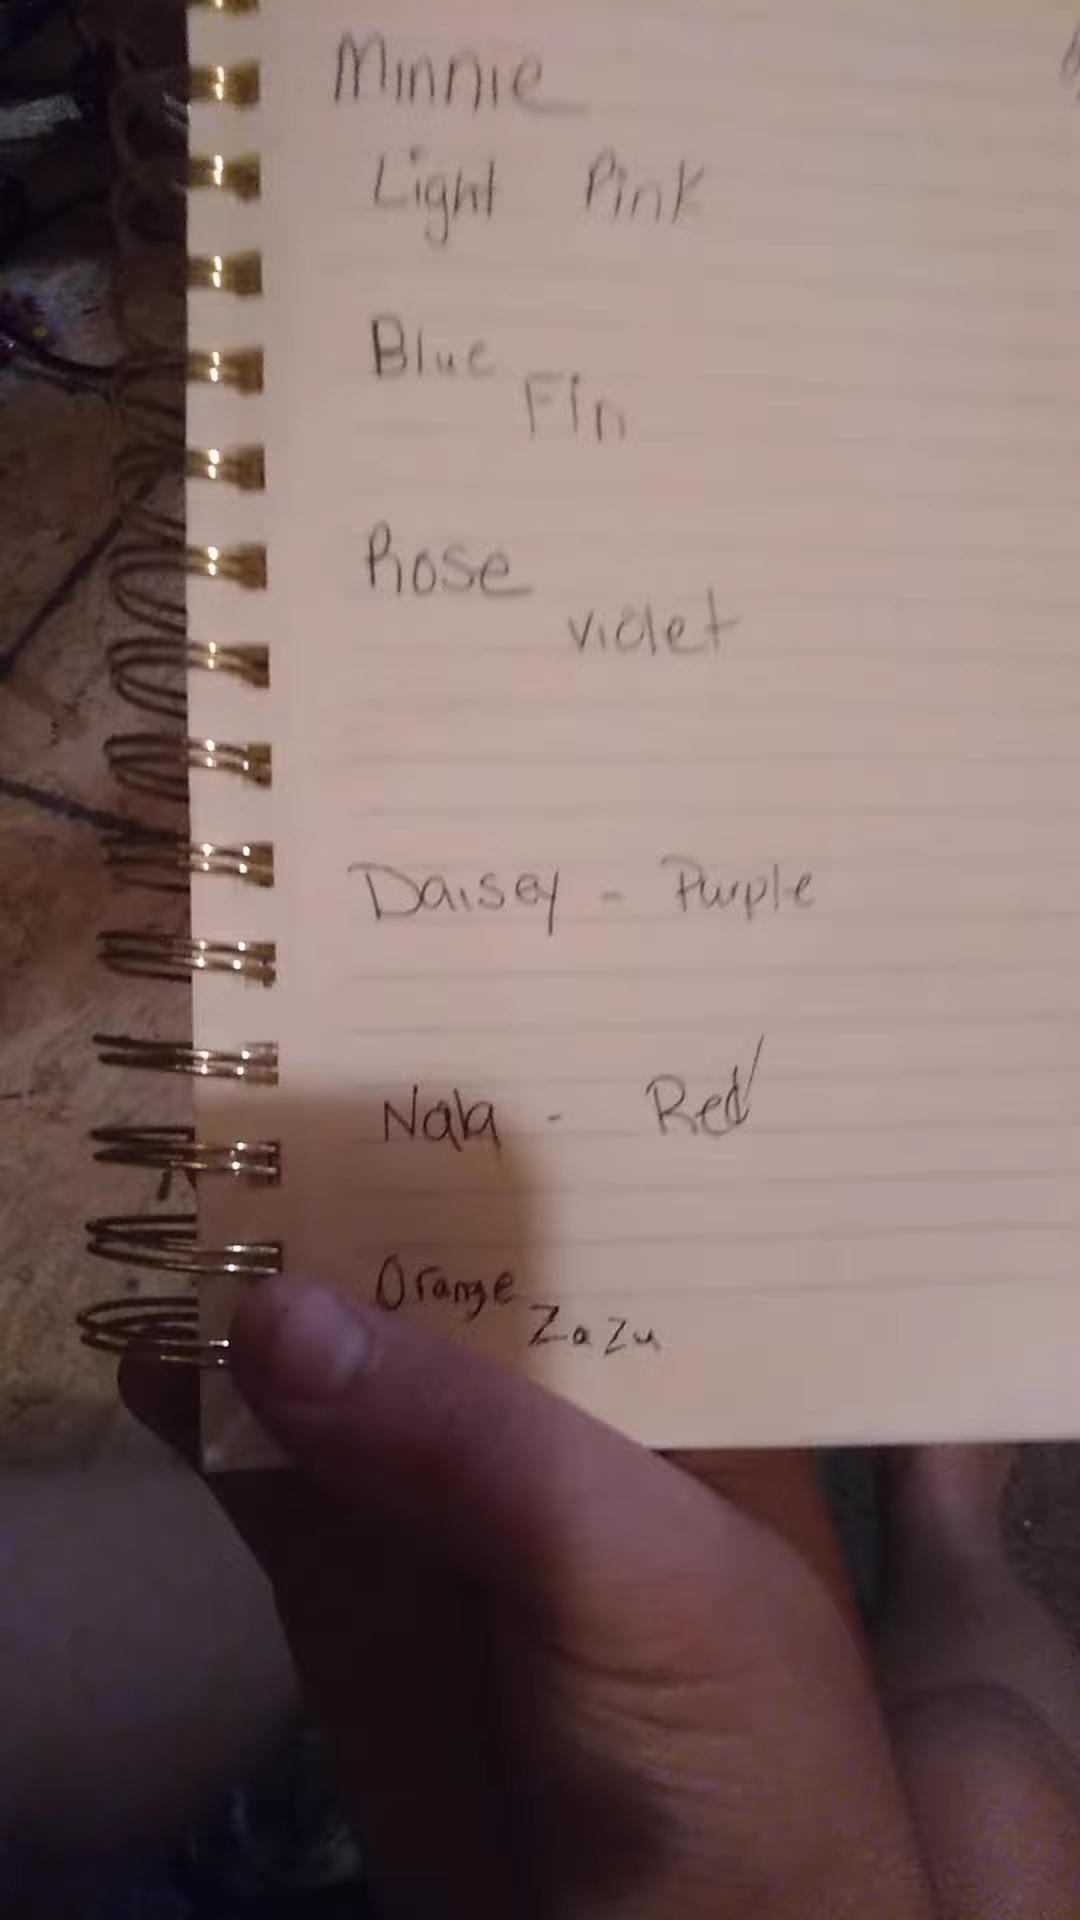 Minnie
Light Pink
Blue
Fin
Rose
violet
Daisey - Purple
Nala - Red
Orange
Zazu